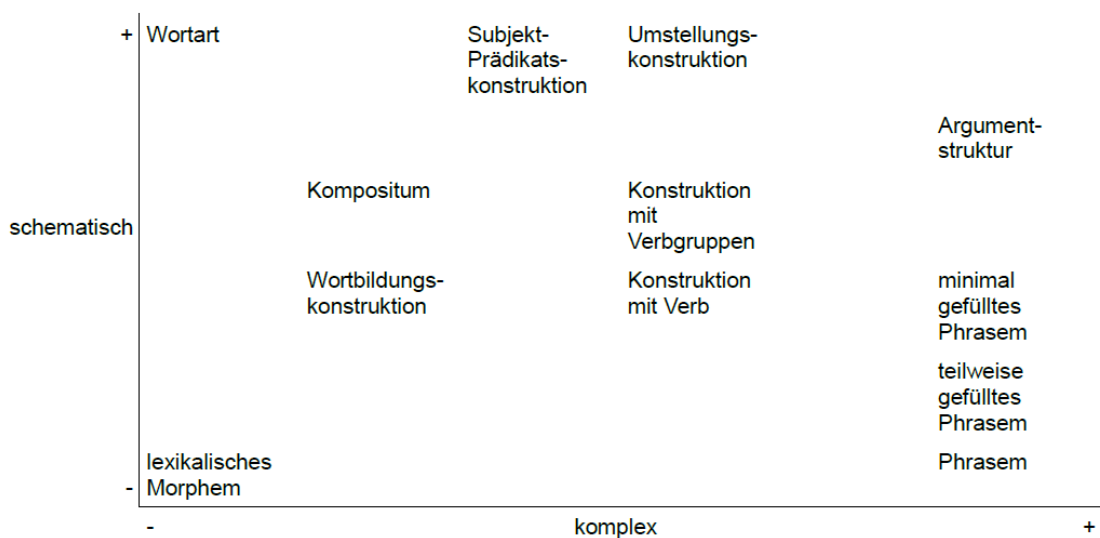 + Wortart Subjekt- Umstellungs-
Prädikats- konstruktion
konstruktion
Argument-
struktur
Kompositum Konstruktion
mit
schematisch Verbgruppen
Wortbildungs- Konstruktion minimal
konstruktion mit Verb gefülltes
Phrasem
teilweise
gefülltes
Phrasem
lexikalisches Phrasem
- Morphem
- komplex +